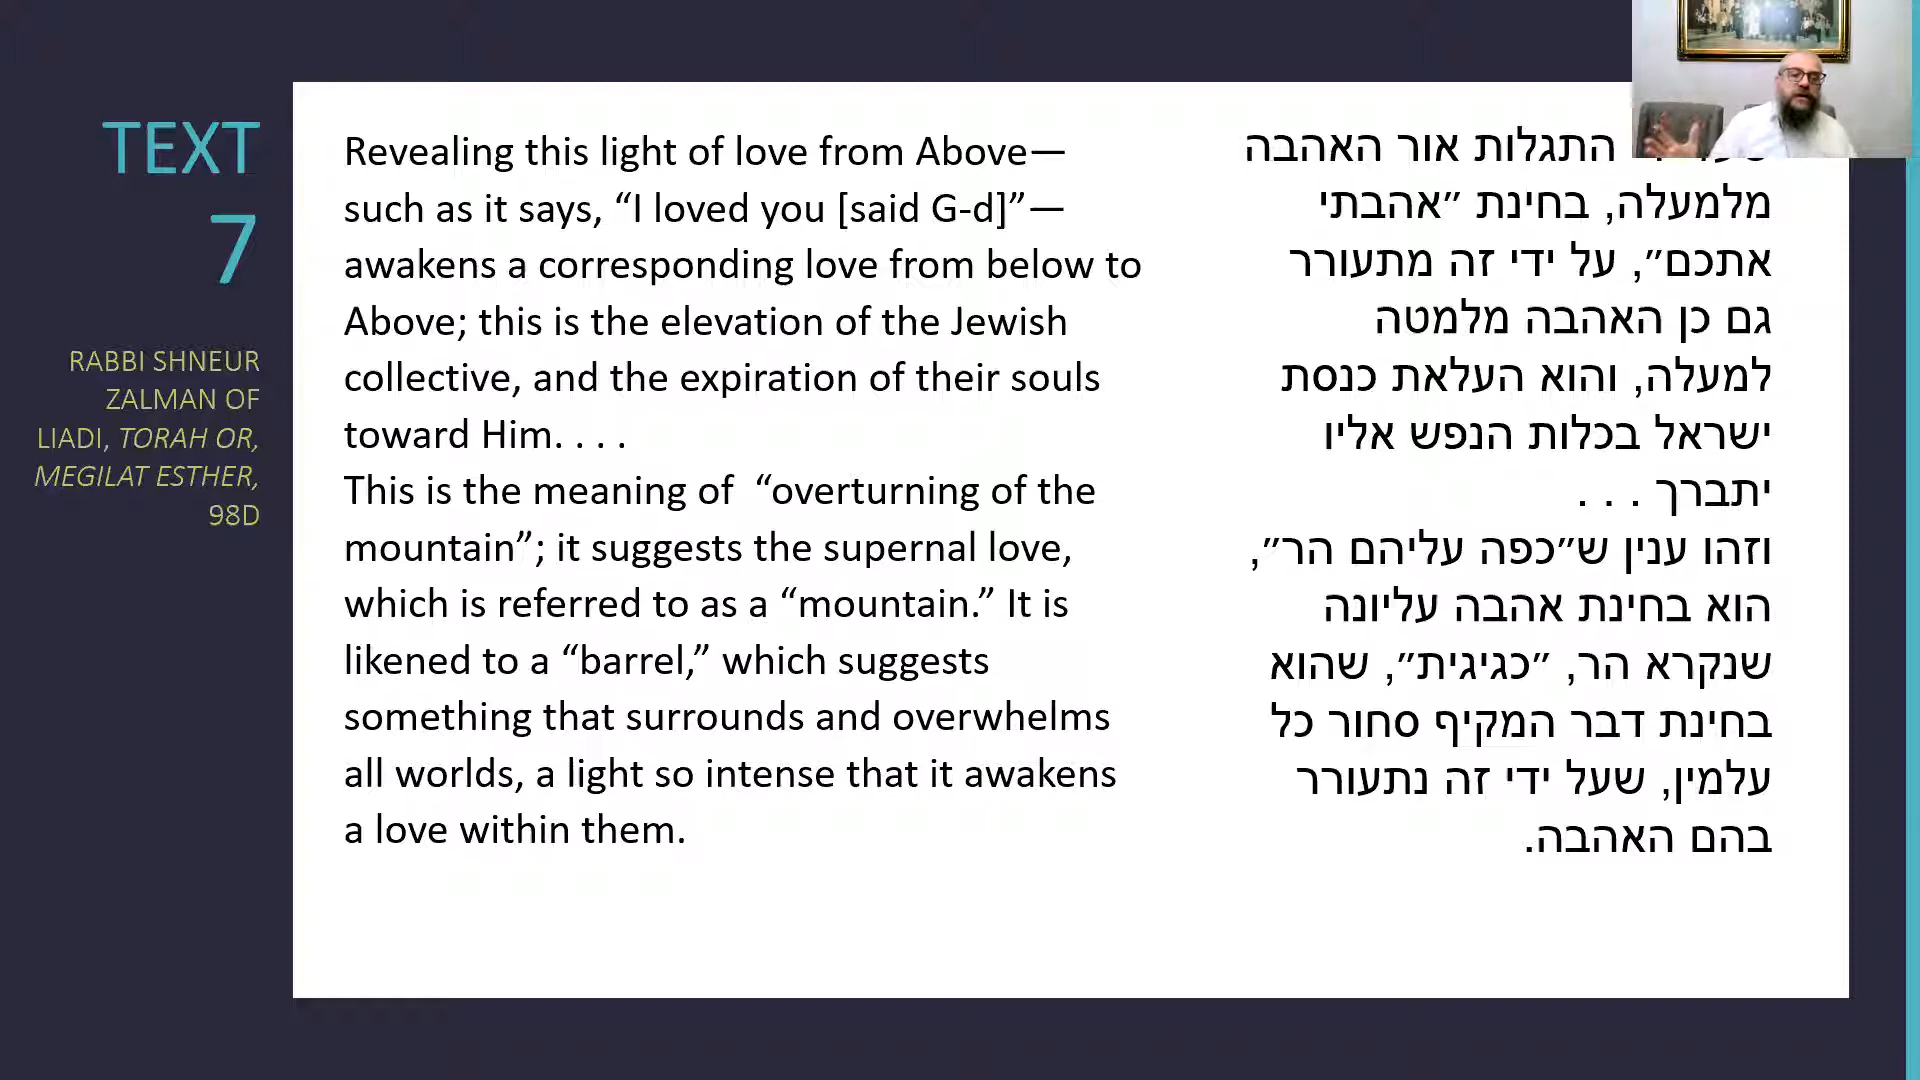 TEXT
7
RABBI SHNEUR
ZALMAN OF
LIADI, TORAH OR,
MEGILAT ESTHER,
98D
Revealing this light of love from Above—
such as it says, “I loved you [said G-d]”—
awakens a corresponding love from below to
Above; this is the elevation of the Jewish
collective, and the expiration of their souls
toward Him. . . .
This is the meaning of “overturning of the
mountain”; it suggests the supernal love,
which is referred to as a “mountain.” It is
likened to a “barrel,” which suggests
something that surrounds and overwhelms
all worlds, a light so intense that it awakens
a love within them.
התגלות אור האהבה
מלמעלה, בחינת ״אהבתי
אתכם״, על ידי זה מתעורר
גם כן האהבה מלמטה
למעלה, והוא העלאת כנסת
ישראל בכלות הנפש אליו
יתברך . . .
וזהו ענין ש״כפה עליהם הר״,
הוא בחינת אהבה עליונה
שנקרא הר, ״כגיגית״, שהוא
בחינת דבר המקיף סחור כל
עלמין, שעל ידי זה נתעורר
בהם האהבה.